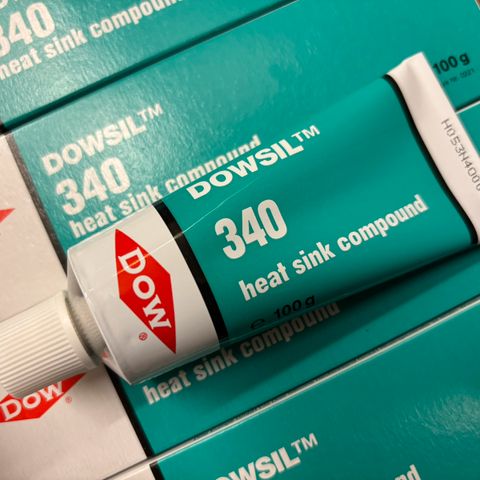 340
heat sink compound
100 g
DOWSIL™
340
heat sink compound
DOWSIL™
340
heat sink compound
e 100 g
DOW
®
DOW
®
heat sink compound
DOWSIL™
340
heat sink compound